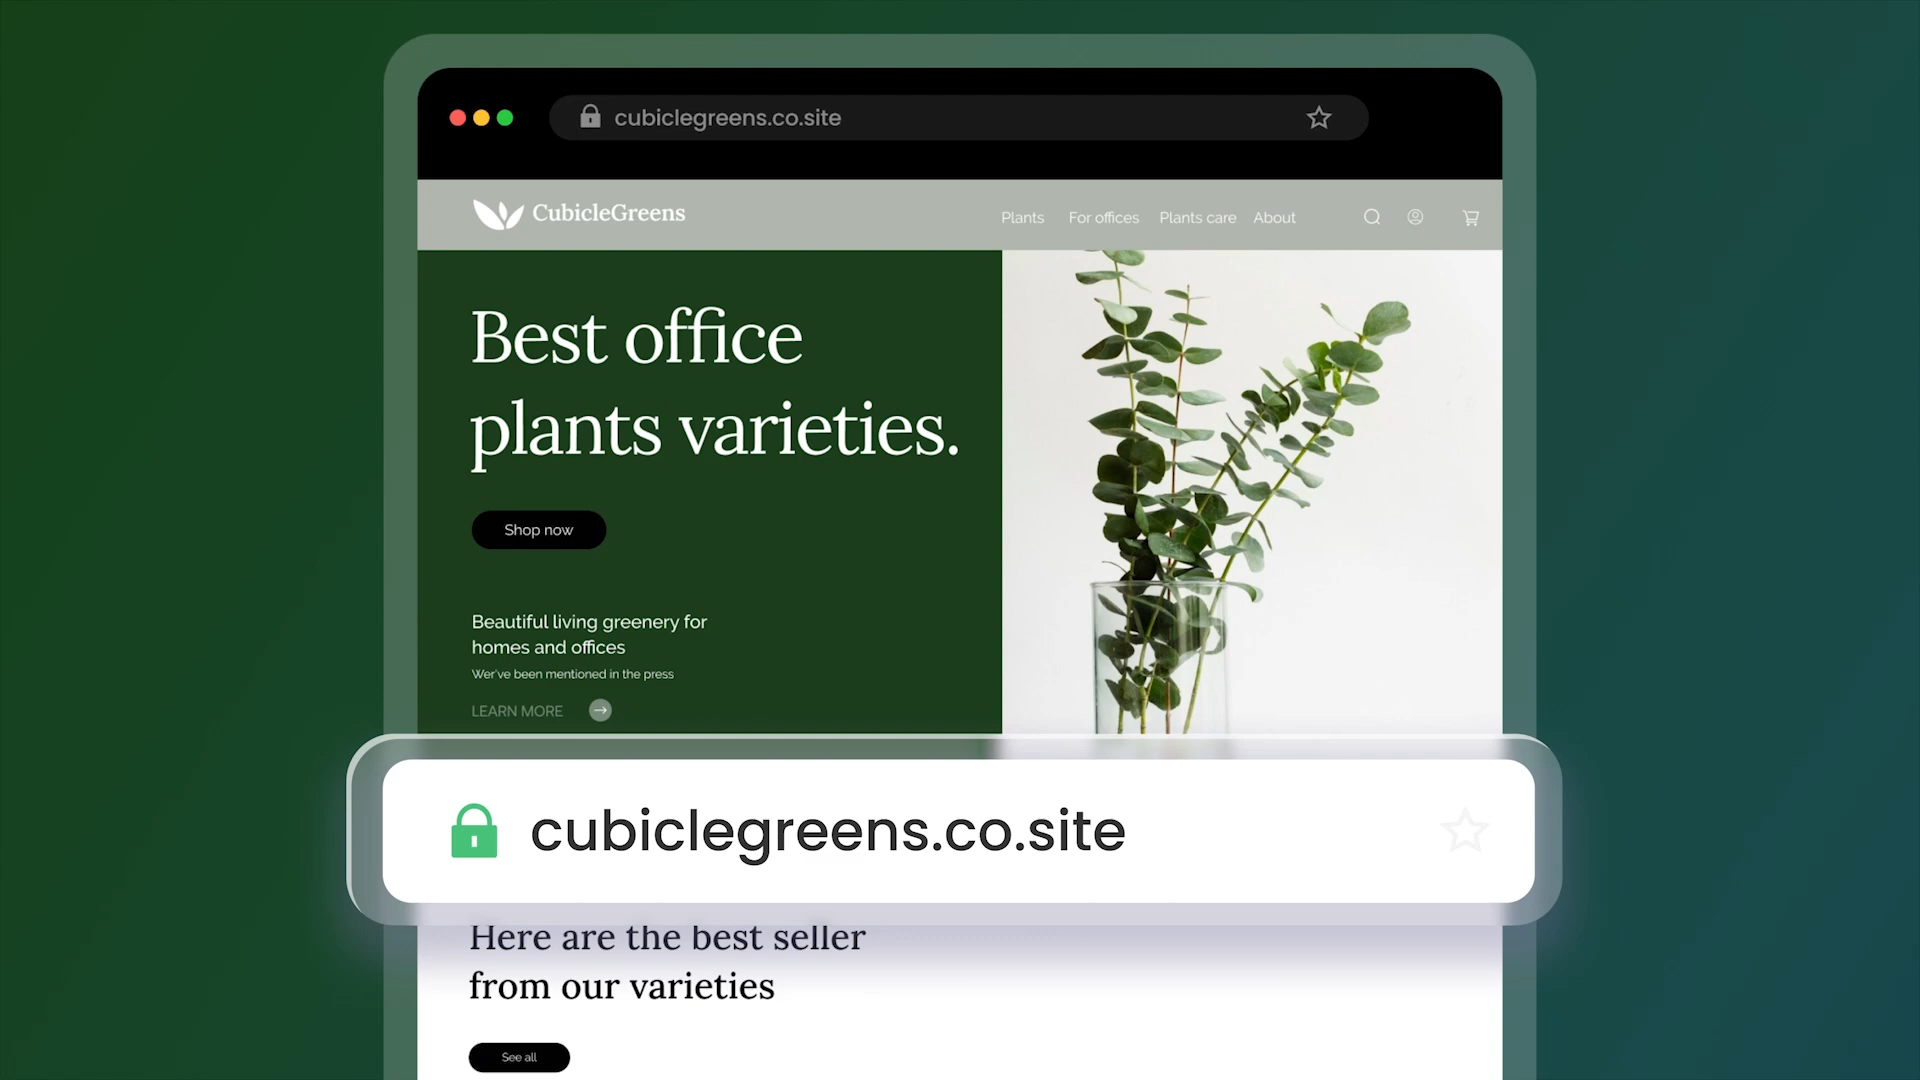 cubiclegreens.co.site
CubicleGreens
Plants For offices Plants care About
Best office
plants varieties.
Shop now
Beautiful living greenery for
homes and offices
Wer've been mentioned in the press
LEARN MORE
cubiclegreens.co.site
Here are the best seller
from our varieties
See all